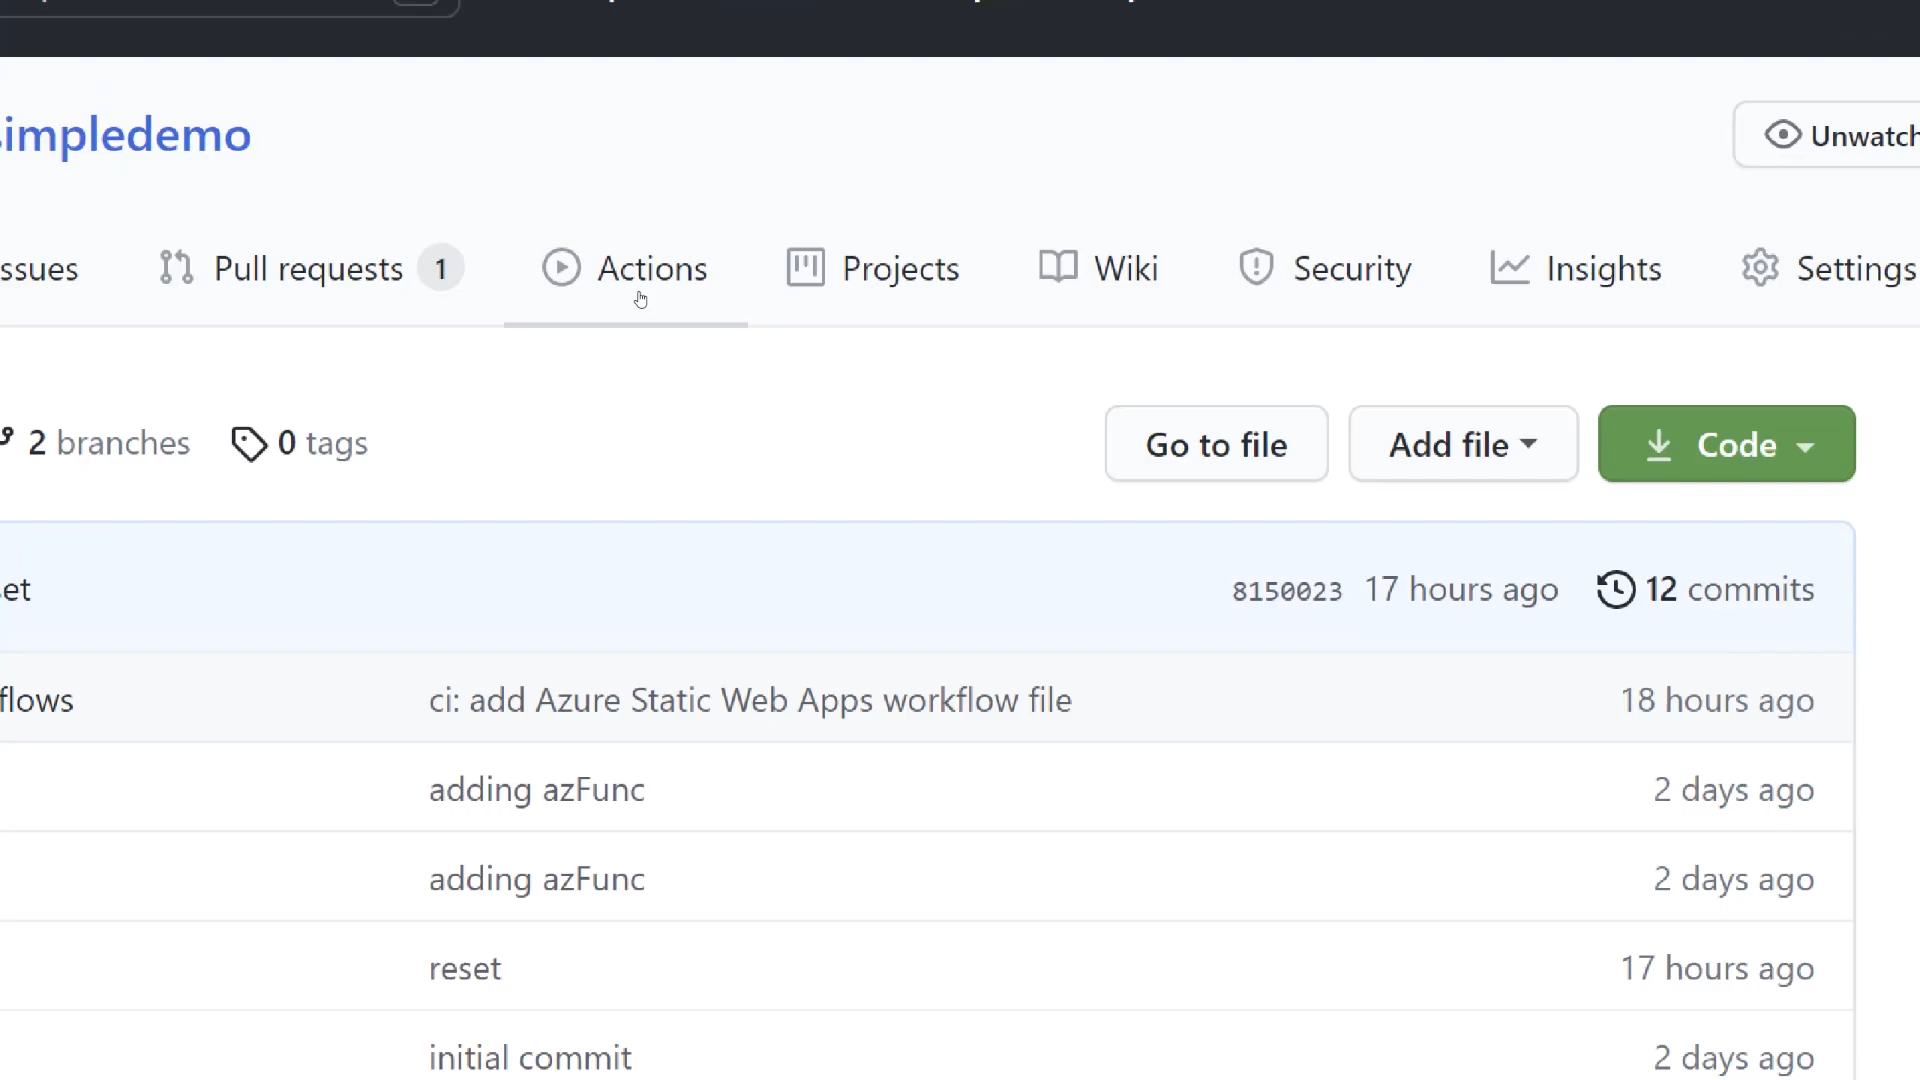 simpledemo
Unwatch
ssues
Pull requests 1
Actions
Projects
Wiki
Security
Insights
Settings
2 branches
0 tags
Go to file
Add file
Code
et
8150023 17 hours ago
12 commits
flows
ci: add Azure Static Web Apps workflow file
18 hours ago
adding azFunc
2 days ago
adding azFunc
2 days ago
reset
17 hours ago
initial commit
2 days ago